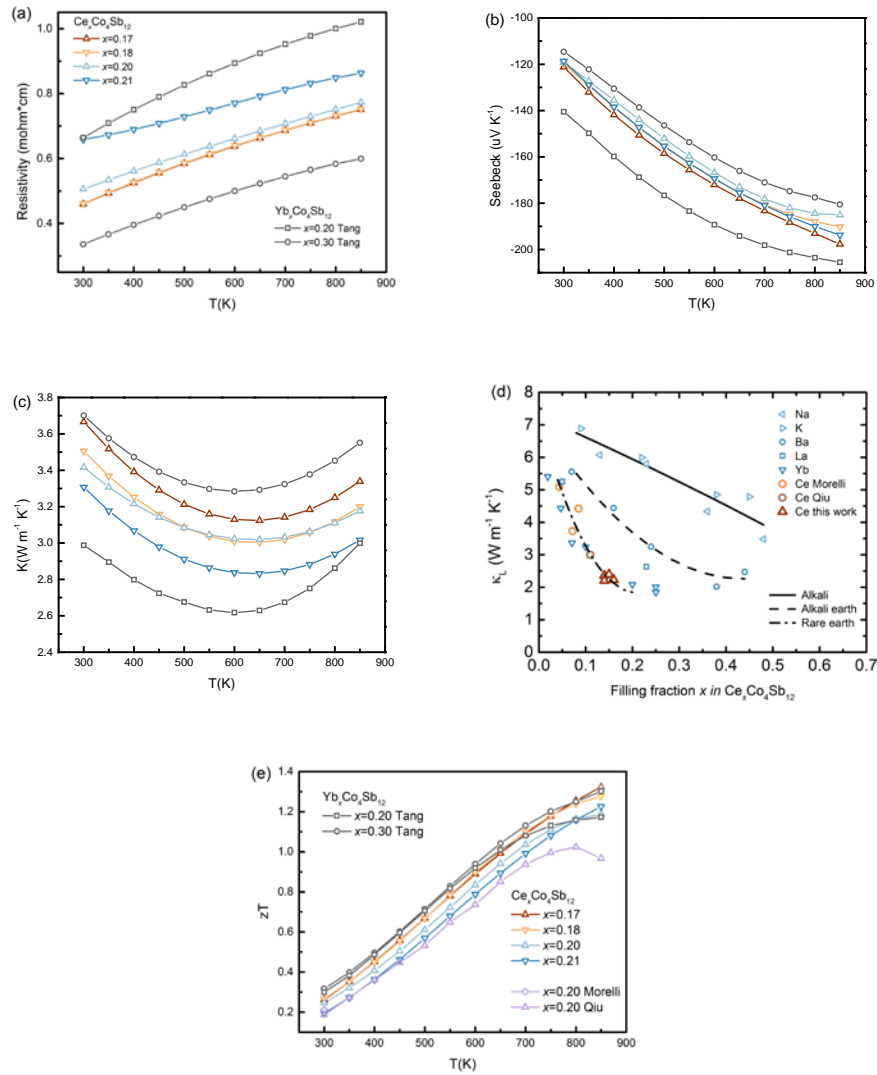 (a)
Ce_xCo_4Sb_12
x=0.17
x=0.18
x=0.20
x=0.21
Yb_xCo_4Sb_12
x=0.20 Tang
x=0.30 Tang
Resistivity (mohm*cm)
1.0
0.8
0.6
0.4
300 400 500 600 700 800 900
T(K)
(b)
Seebeck (uV K⁻¹)
-100
-120
-140
-160
-180
-200
300 400 500 600 700 800 900
T(K)
(c)
K(W m⁻¹ K⁻¹)
3.8
3.6
3.4
3.2
3.0
2.8
2.6
2.4
300 400 500 600 700 800 900
T(K)
(d)
κ_L (W m⁻¹ K⁻¹)
8
7
6
5
4
3
2
1
0
Na
K
Ba
La
Yb
Ce Morelli
Ce Qiu
Ce this work
Alkali
Alkali earth
Rare earth
0.0 0.1 0.2 0.3 0.4 0.5 0.6 0.7
Filling fraction x in Ce_xCo_4Sb_12
(e)
zT
1.4
1.2
1.0
0.8
0.6
0.4
0.2
Yb_xCo_4Sb_12
x=0.20 Tang
x=0.30 Tang
Ce_xCo_4Sb_12
x=0.17
x=0.18
x=0.20
x=0.21
x=0.20 Morelli
x=0.20 Qiu
300 400 500 600 700 800 900
T(K)